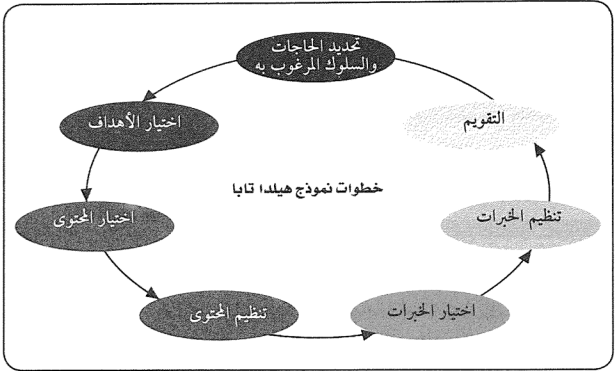 تحديد الحاجات
والسلوك المرغوب به
اختيار الأهداف
اختيار المحتوى
تنظيم المحتوى
اختيار الخبرات
تنظيم الخبرات
التقويم
خطوات نموذج هيلدا تابا